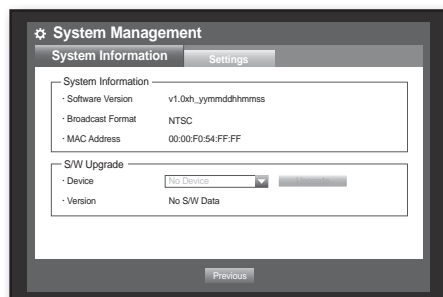 System Management
System Information Settings
System Information
· Software Version v1.0xh_yymmddhhmmss
· Broadcast Format NTSC
· MAC Address 00:00:F0:54:FF:FF
S/W Upgrade
· Device No Device Upgrade
· Version No S/W Data
Previous